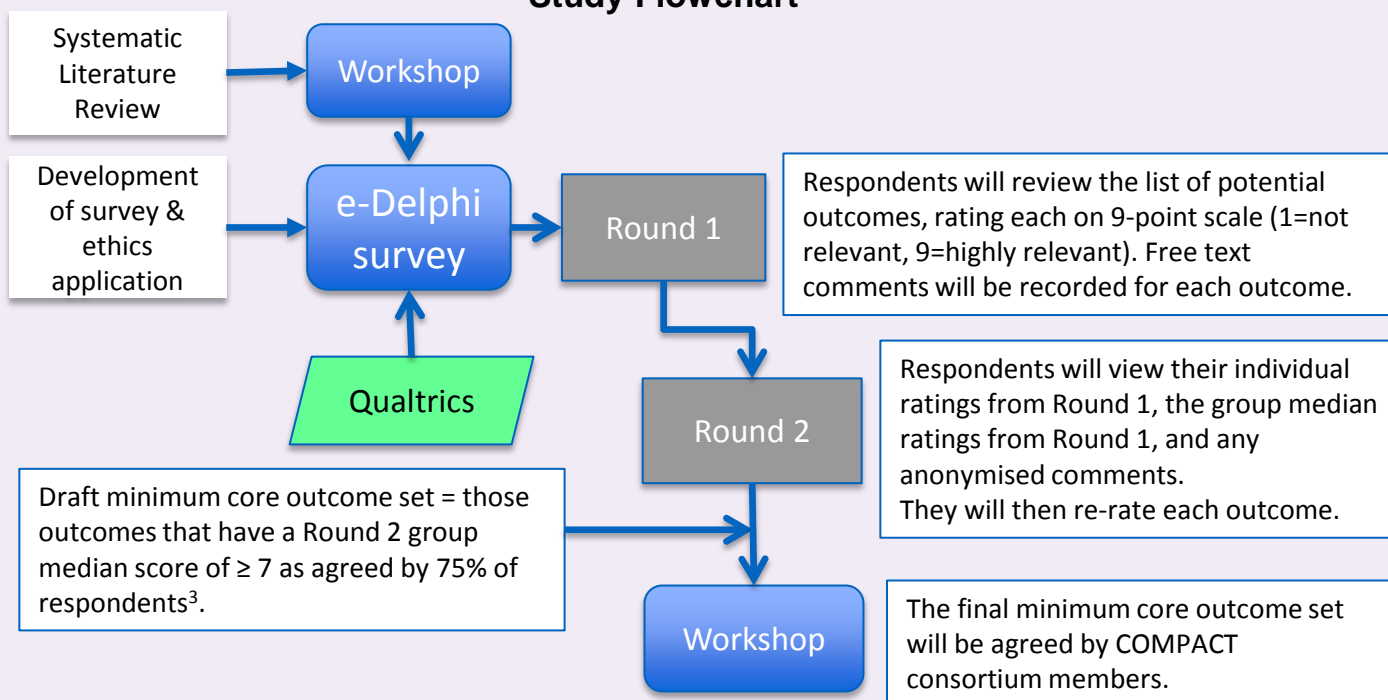 Study Flowchart
Systematic
Literature
Review
Workshop
Development
of survey &
ethics
application
e-Delphi
survey
Round 1
Respondents will review the list of potential
outcomes, rating each on 9-point scale (1=not
relevant, 9=highly relevant). Free text
comments will be recorded for each outcome.
Qualtrics
Round 2
Respondents will view their individual
ratings from Round 1, the group median
ratings from Round 1, and any
anonymised comments.
They will then re-rate each outcome.
Draft minimum core outcome set = those
outcomes that have a Round 2 group
median score of ≥ 7 as agreed by 75% of
respondents³.
Workshop
The final minimum core outcome set
will be agreed by COMPACT
consortium members.